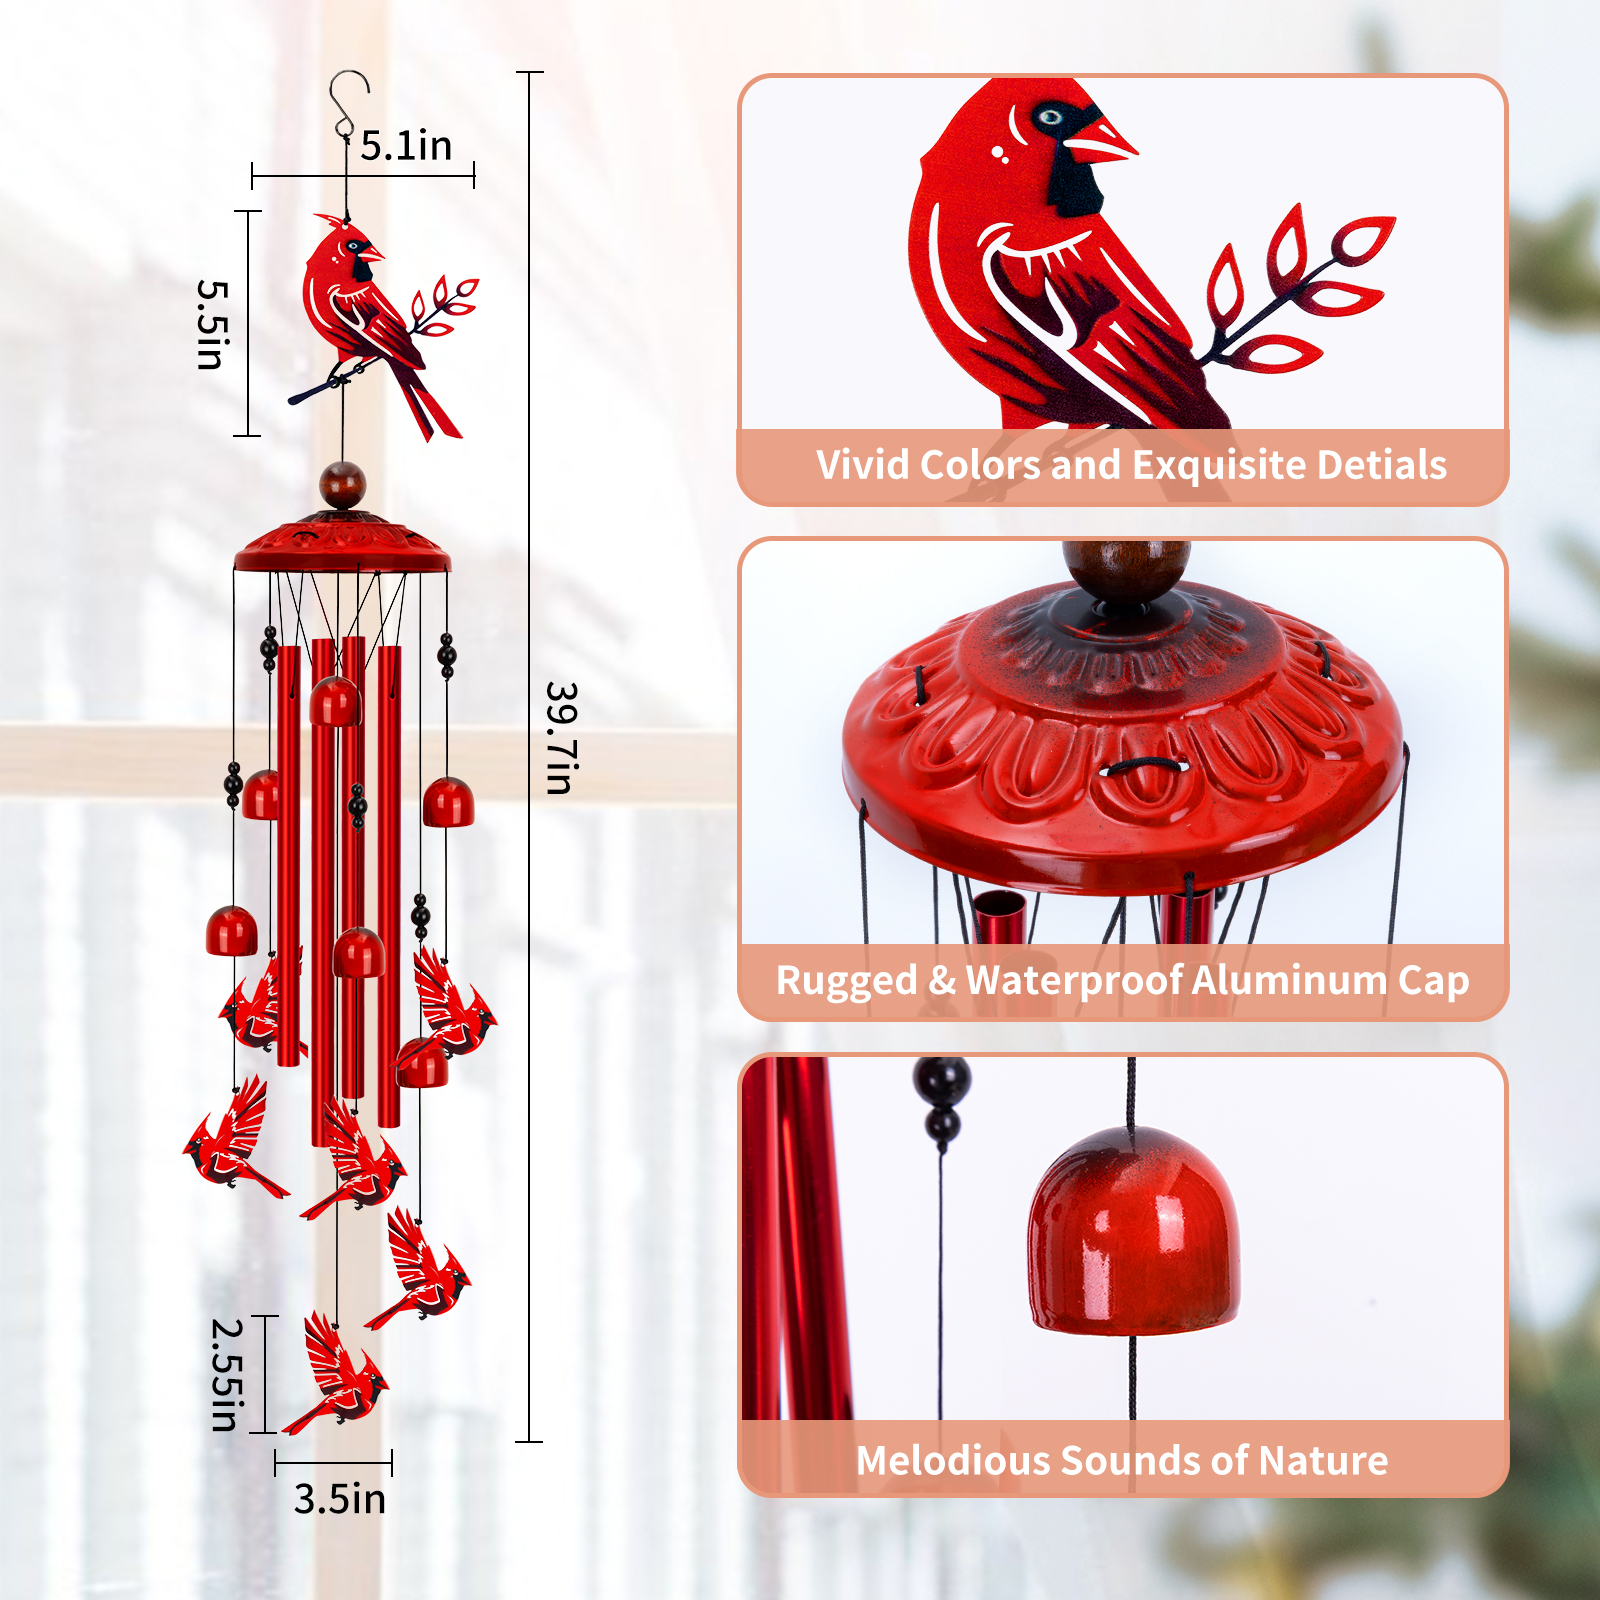 5.1in
5.5in
39.7in
2.55in
3.5in
Vivid Colors and Exquisite Detials
Rugged & Waterproof Aluminum Cap
Melodious Sounds of Nature